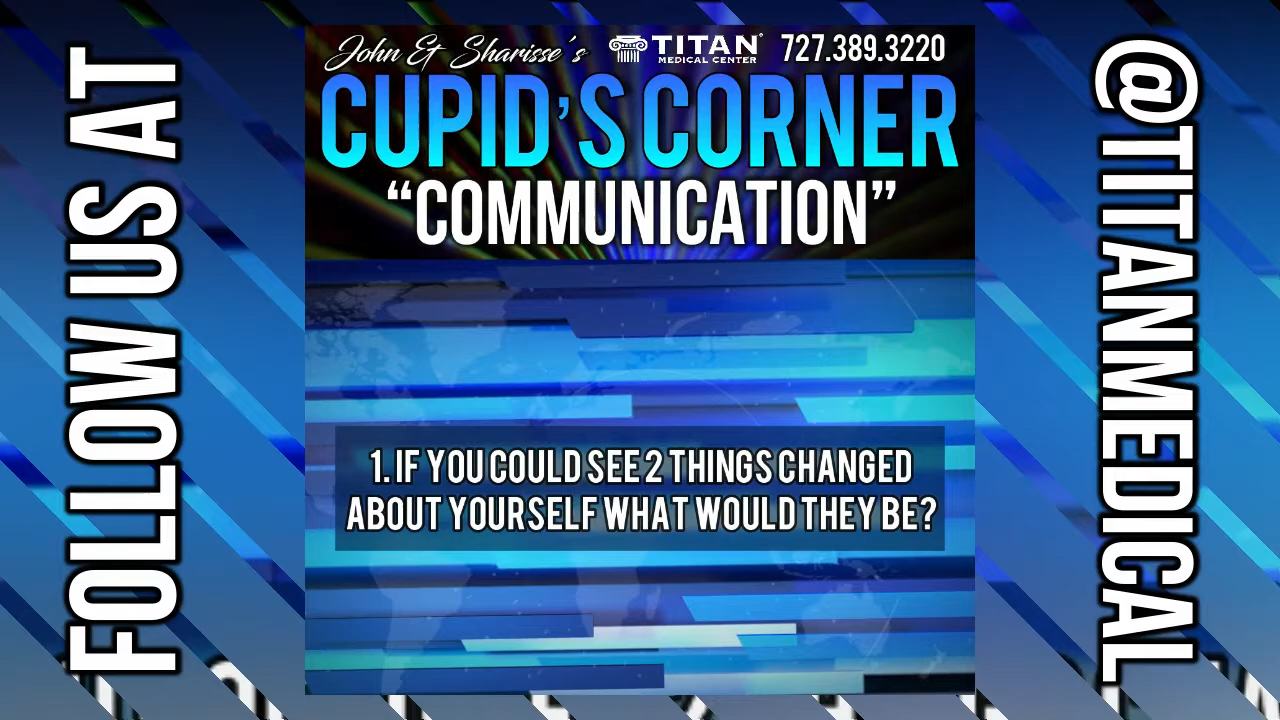 FOLLOW US AT
John & Sharisse's
TITAN
MEDICAL CENTER
727.389.3220
CUPID'S CORNER
“COMMUNICATION”
1. IF YOU COULD SEE 2 THINGS CHANGED
ABOUT YOURSELF WHAT WOULD THEY BE?
@TITANMEDICAL